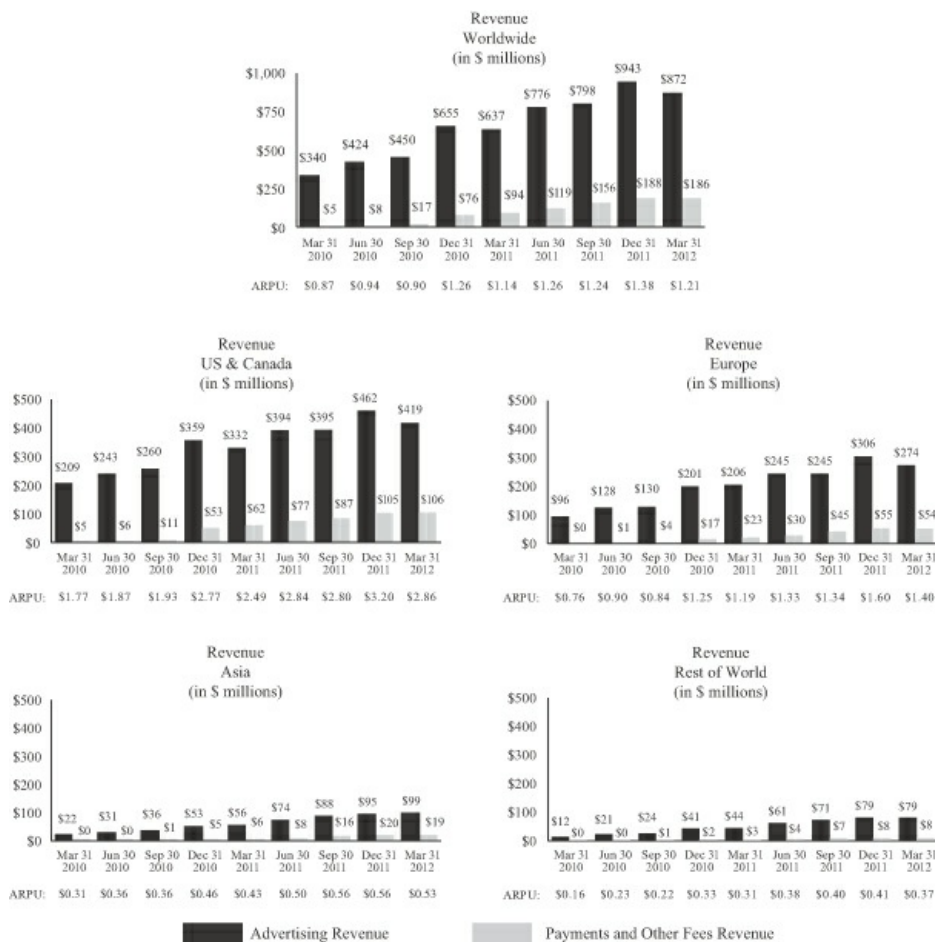 Revenue
Worldwide
(in $ millions)
$1,000
$750
$500
$250
$0
$340 $424 $450 $655 $637 $776 $798 $943 $872
$5 $8 $17 $76 $94 $119 $156 $188 $186
Mar 31 Jun 30 Sep 30 Dec 31 Mar 31 Jun 30 Sep 30 Dec 31 Mar 31
2010 2010 2010 2010 2011 2011 2011 2011 2012
ARPU: $0.87 $0.94 $0.90 $1.26 $1.14 $1.26 $1.24 $1.38 $1.21
Revenue
US & Canada
(in $ millions)
$500
$400
$300
$200
$100
$0
$209 $243 $260 $359 $332 $394 $395 $462 $419
$5 $6 $11 $53 $62 $77 $87 $105 $106
Mar 31 Jun 30 Sep 30 Dec 31 Mar 31 Jun 30 Sep 30 Dec 31 Mar 31
2010 2010 2010 2010 2011 2011 2011 2011 2012
ARPU: $1.77 $1.87 $1.93 $2.77 $2.49 $2.84 $2.80 $3.20 $2.86
Revenue
Europe
(in $ millions)
$500
$400
$300
$200
$100
$0
$96 $128 $130 $201 $206 $245 $245 $306 $274
$0 $1 $4 $17 $23 $30 $45 $55 $54
Mar 31 Jun 30 Sep 30 Dec 31 Mar 31 Jun 30 Sep 30 Dec 31 Mar 31
2010 2010 2010 2010 2011 2011 2011 2011 2012
ARPU: $0.76 $0.90 $0.84 $1.25 $1.19 $1.33 $1.34 $1.60 $1.40
Revenue
Asia
(in $ millions)
$500
$400
$300
$200
$100
$0
$22 $31 $36 $53 $56 $74 $88 $95 $99
$0 $0 $1 $5 $6 $8 $16 $20 $19
Mar 31 Jun 30 Sep 30 Dec 31 Mar 31 Jun 30 Sep 30 Dec 31 Mar 31
2010 2010 2010 2010 2011 2011 2011 2011 2012
ARPU: $0.31 $0.36 $0.36 $0.46 $0.43 $0.50 $0.56 $0.56 $0.53
Revenue
Rest of World
(in $ millions)
$500
$400
$300
$200
$100
$0
$12 $21 $24 $41 $44 $61 $71 $79 $79
$0 $0 $1 $2 $3 $4 $7 $8 $8
Mar 31 Jun 30 Sep 30 Dec 31 Mar 31 Jun 30 Sep 30 Dec 31 Mar 31
2010 2010 2010 2010 2011 2011 2011 2011 2012
ARPU: $0.16 $0.23 $0.22 $0.33 $0.31 $0.38 $0.40 $0.41 $0.37
Advertising Revenue Payments and Other Fees Revenue